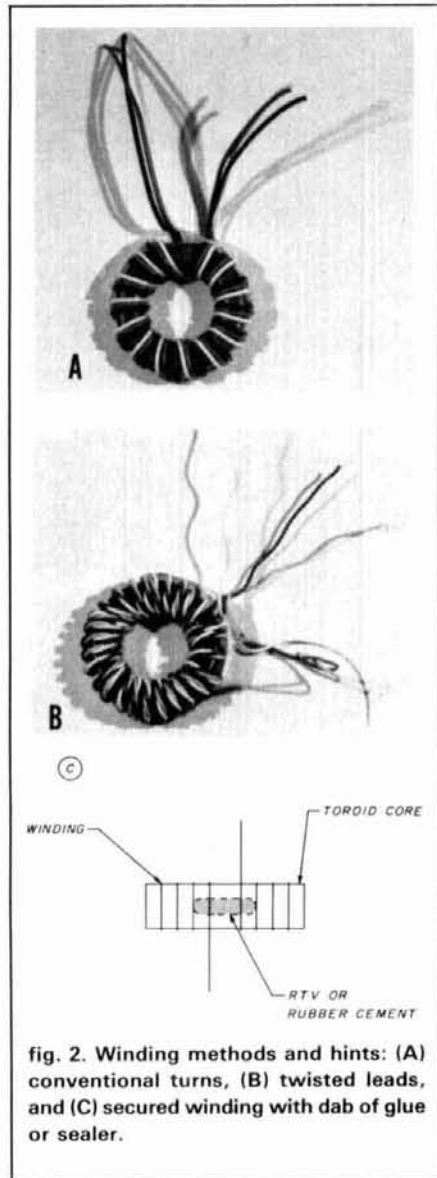 A
B
C
WINDING
TOROID CORE
RTV OR
RUBBER CEMENT
fig. 2. Winding methods and hints: (A)
conventional turns, (B) twisted leads,
and (C) secured winding with dab of glue
or sealer.